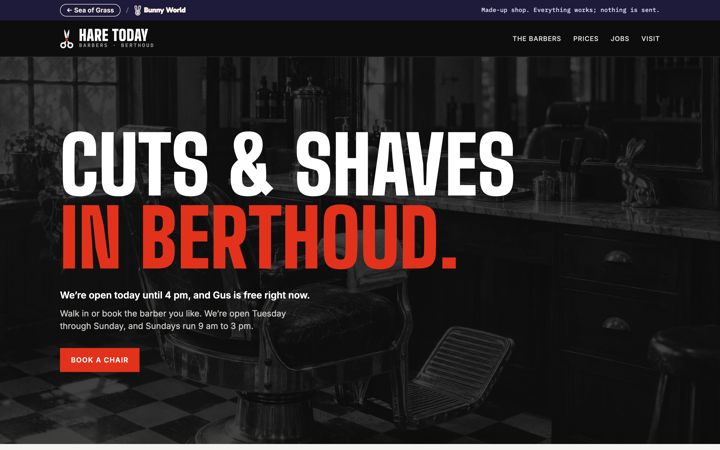 ← Sea of Grass / Bunny World
Made-up shop. Everything works; nothing is sent.
HARE TODAY
BARBERS · BERTHOUD
THE BARBERS PRICES JOBS VISIT
CUTS & SHAVES
IN BERTHOUD.
We're open today until 4 pm, and Gus is free right now.
Walk in or book the barber you like. We're open Tuesday
through Sunday, and Sundays run 9 am to 3 pm.
BOOK A CHAIR